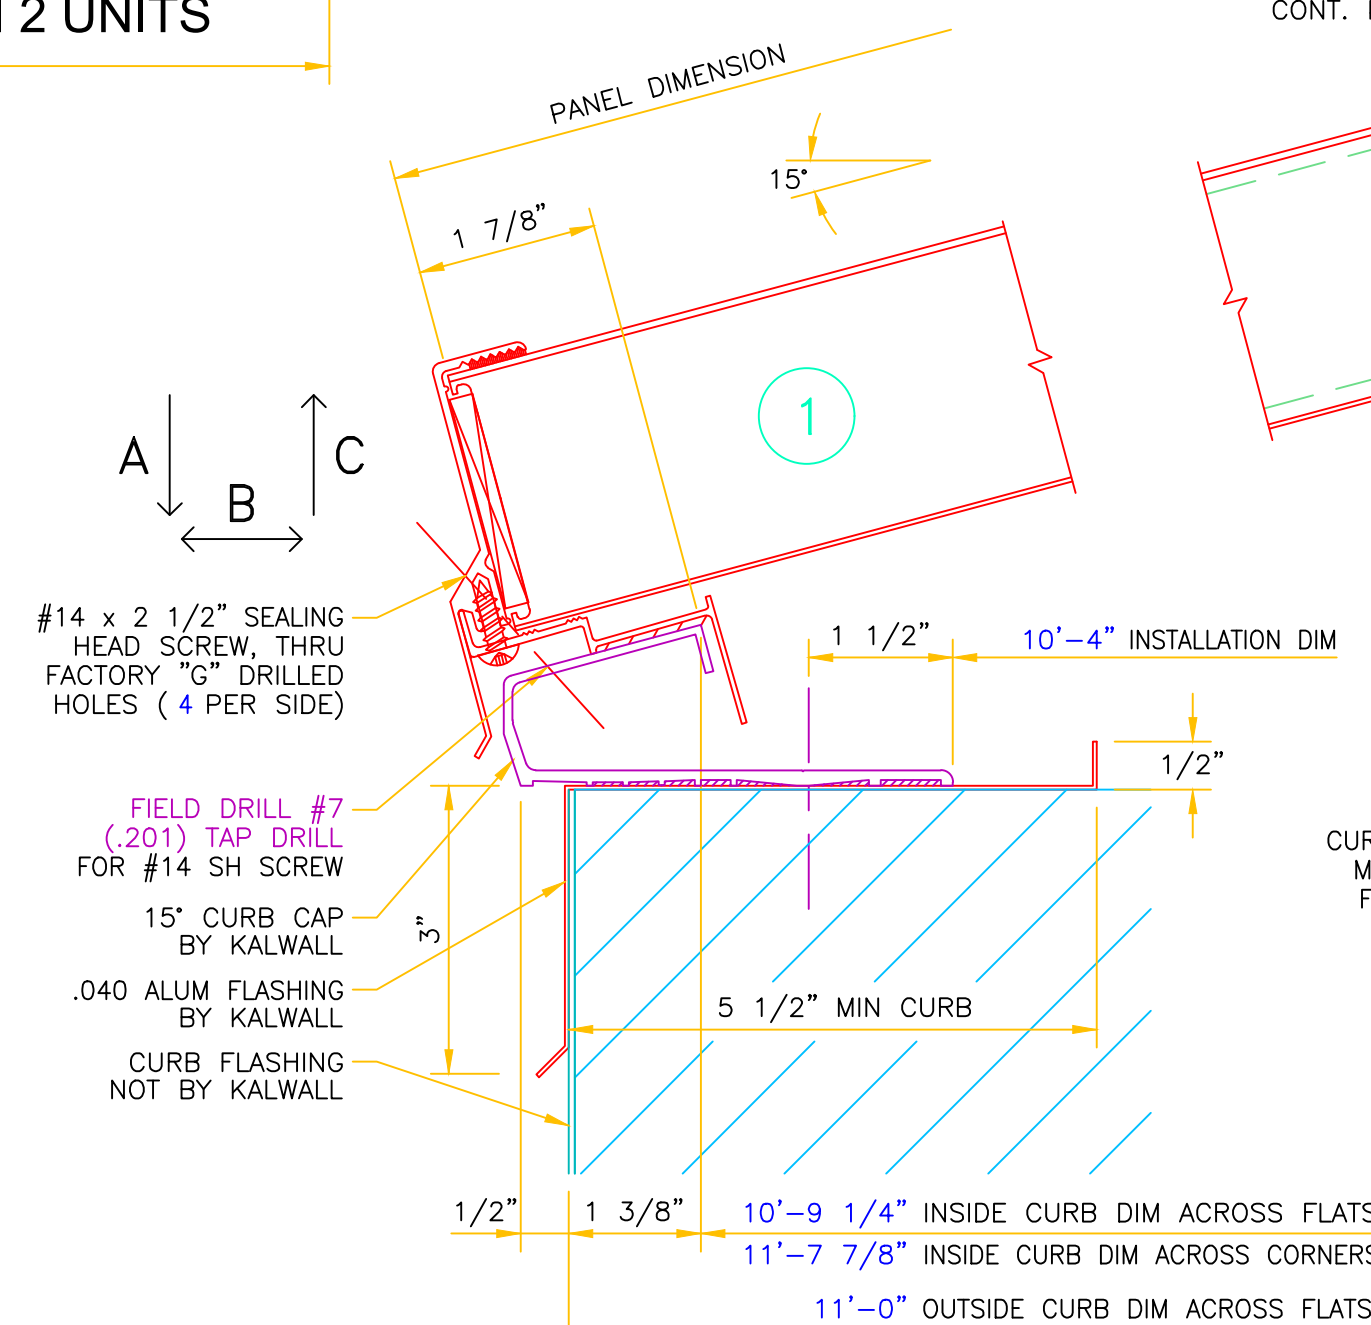 2 UNITS
CONT.
PANEL DIMENSION
15°
1 7/8"
1
A
B
C
#14 x 2 1/2" SEALING
HEAD SCREW, THRU
FACTORY "G" DRILLED
HOLES ( 4 PER SIDE)
1 1/2"
10'-4" INSTALLATION DIM
1/2"
FIELD DRILL #7
(.201) TAP DRILL
FOR #14 SH SCREW
15° CURB CAP
BY KALWALL
3"
.040 ALUM FLASHING
BY KALWALL
CURB FLASHING
NOT BY KALWALL
5 1/2" MIN CURB
1/2"
1 3/8"
10'-9 1/4" INSIDE CURB DIM ACROSS FLATS
11'-7 7/8" INSIDE CURB DIM ACROSS CORNERS
11'-0" OUTSIDE CURB DIM ACROSS FLATS